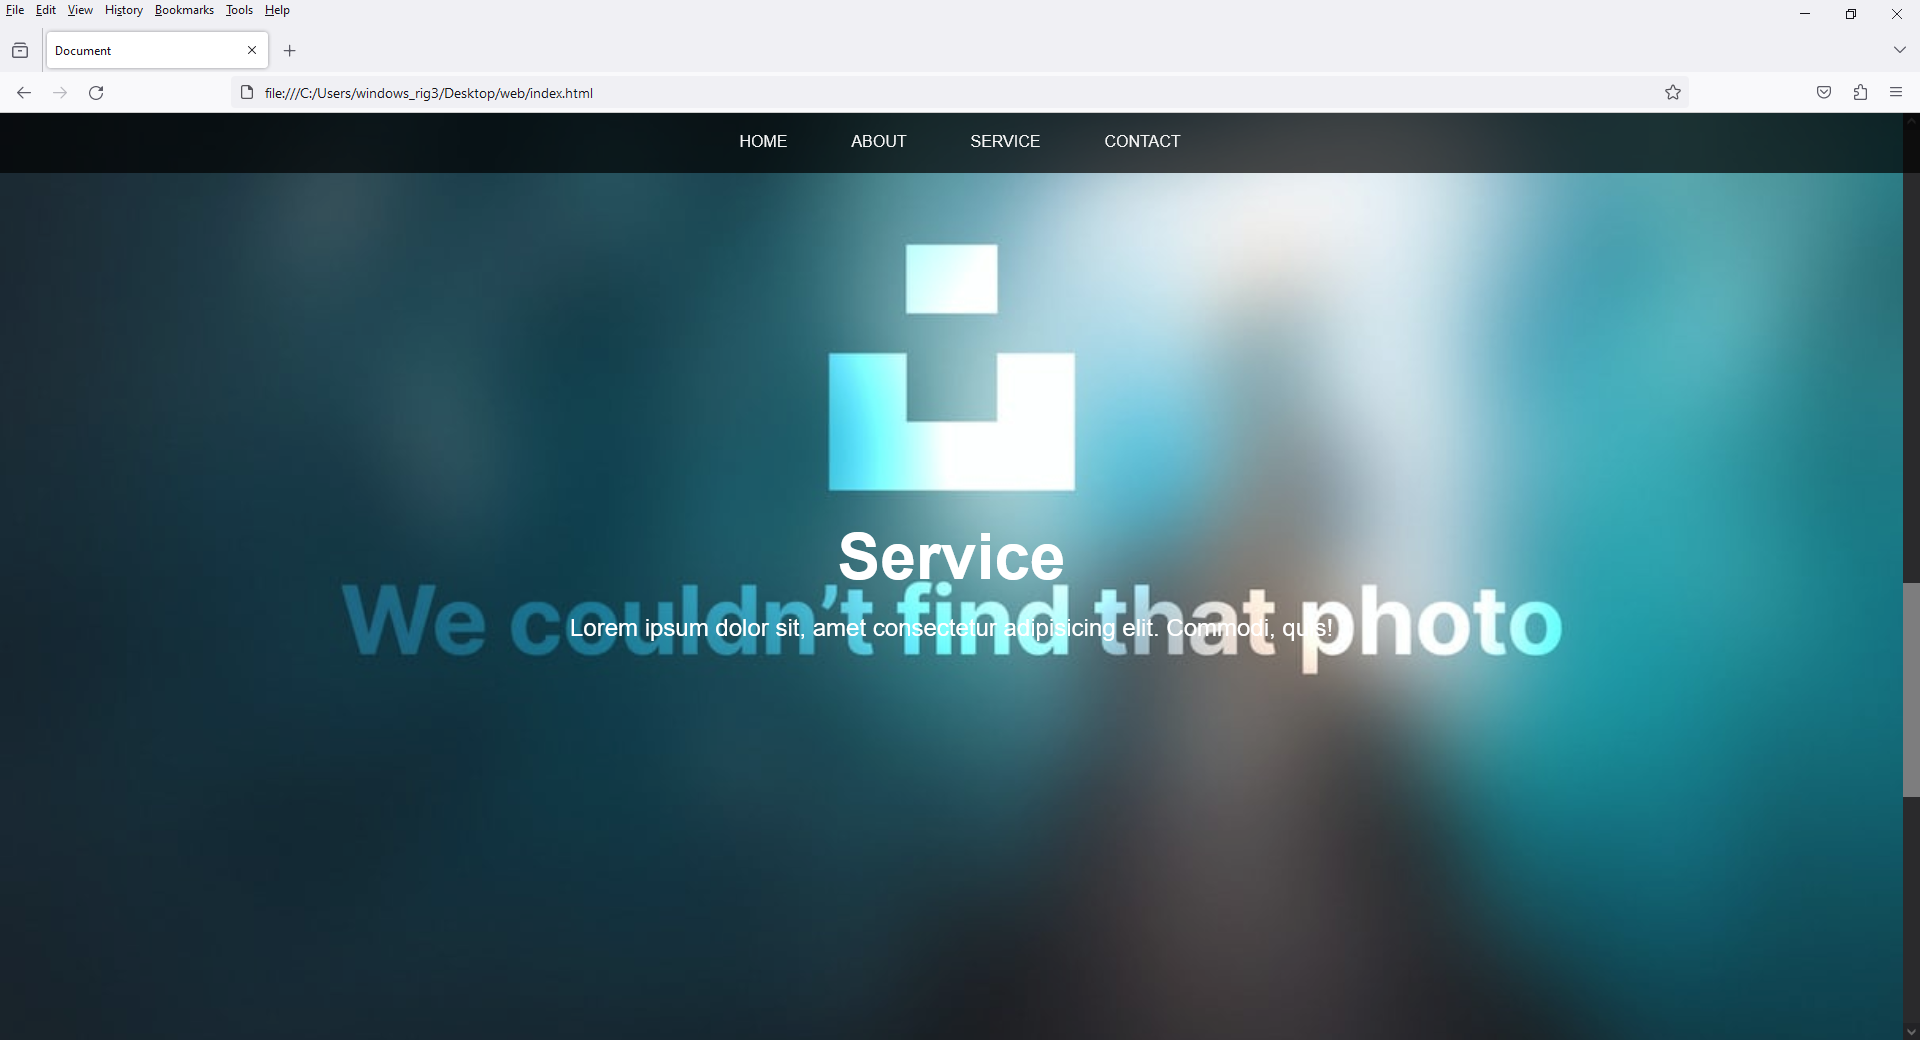 File Edit View History Bookmarks Tools Help
Document
file:///C:/Users/windows_rig3/Desktop/web/index.html
HOME ABOUT SERVICE CONTACT
Service
We couldn’t find that photo
Lorem ipsum dolor sit, amet consectetur adipisicing elit. Commodi, quis!